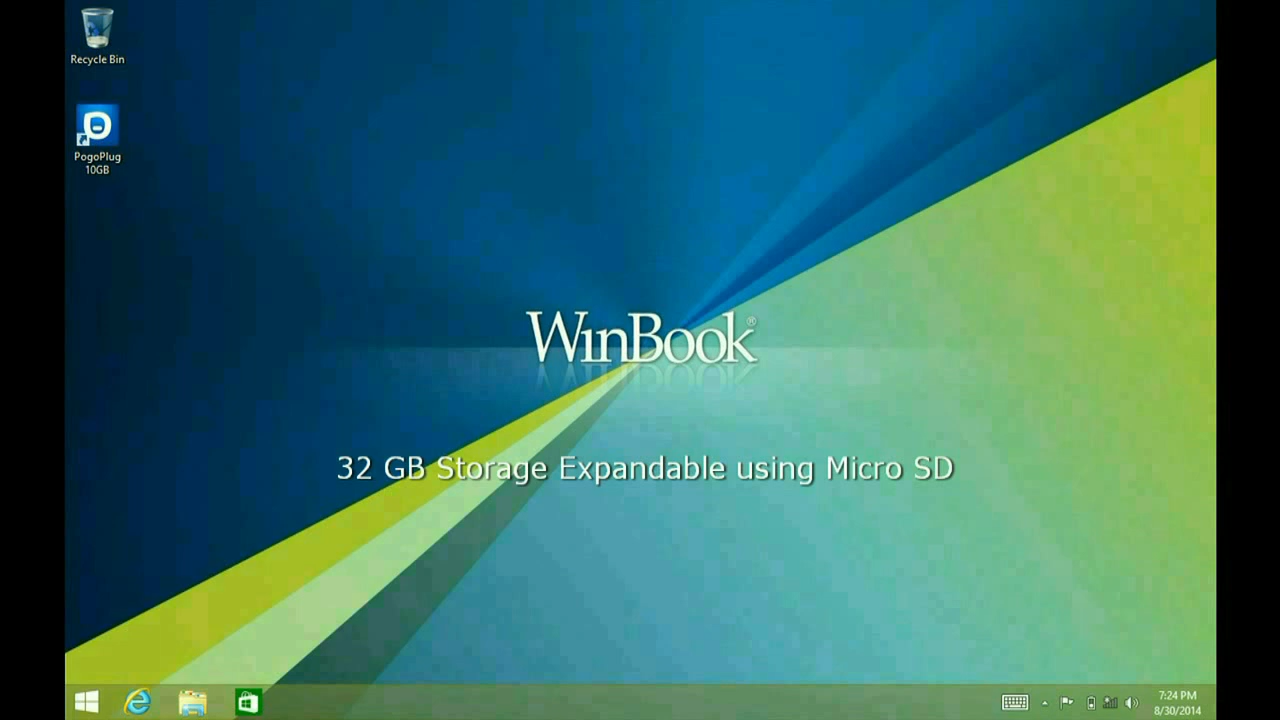 Recycle Bin
PogoPlug
10GB
WinBook®
32 GB Storage Expandable using Micro SD
7:24 PM
8/30/2014